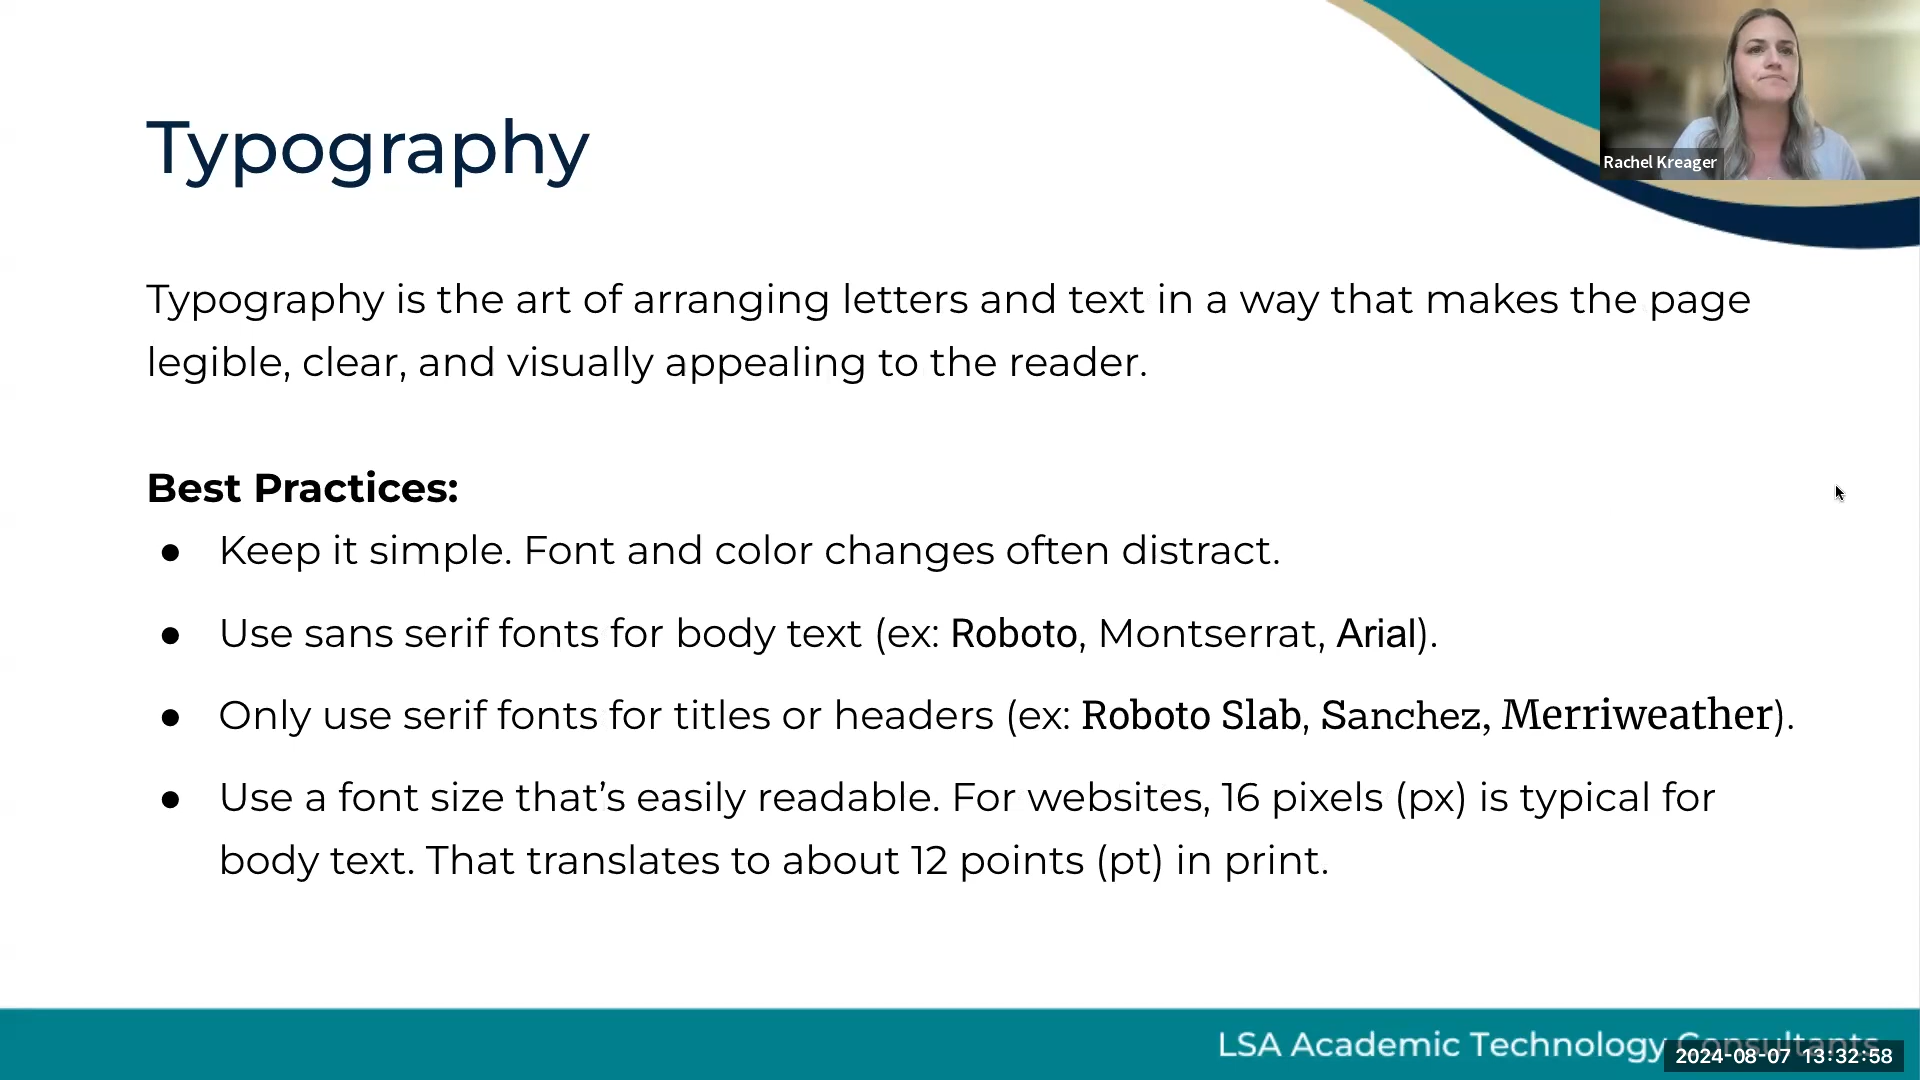 Rachel Kreager
Typography
Typography is the art of arranging letters and text in a way that makes the page
legible, clear, and visually appealing to the reader.
Best Practices:
● Keep it simple. Font and color changes often distract.
● Use sans serif fonts for body text (ex: Roboto, Montserrat, Arial).
● Only use serif fonts for titles or headers (ex: Roboto Slab, Sanchez, Merriweather).
● Use a font size that’s easily readable. For websites, 16 pixels (px) is typical for
body text. That translates to about 12 points (pt) in print.
LSA Academic Technology Consultants
2024-08-07 13:32:58